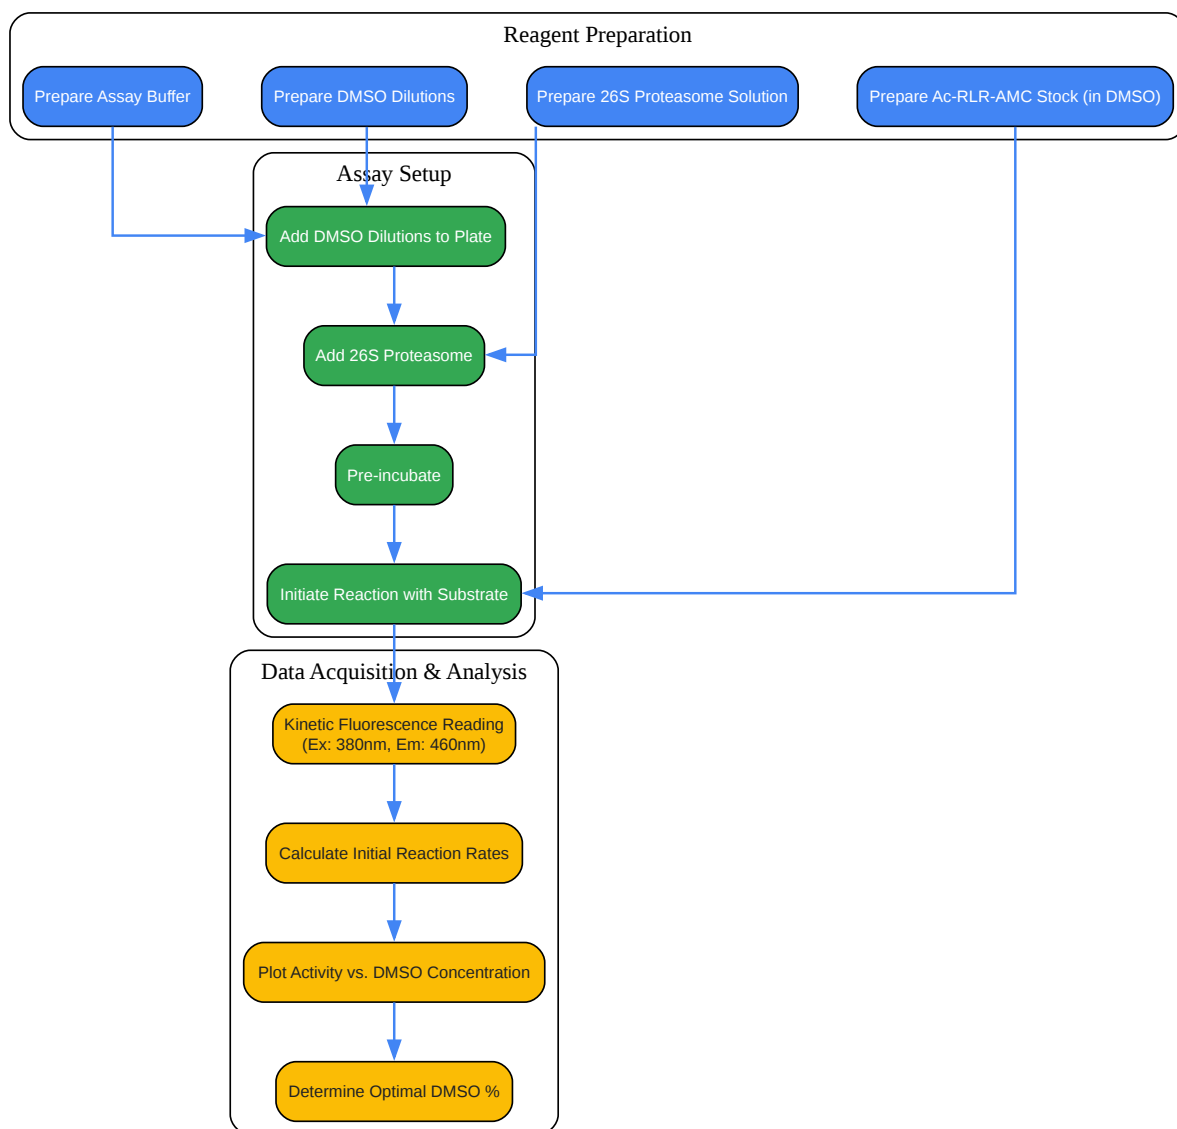 Reagent Preparation
Prepare Assay Buffer
Prepare DMSO Dilutions
Prepare 26S Proteasome Solution
Prepare Ac-RLR-AMC Stock (in DMSO)
Assay Setup
Add DMSO Dilutions to Plate
Add 26S Proteasome
Pre-incubate
Initiate Reaction with Substrate
Data Acquisition & Analysis
Kinetic Fluorescence Reading
(Ex: 380nm, Em: 460nm)
Calculate Initial Reaction Rates
Plot Activity vs. DMSO Concentration
Determine Optimal DMSO %